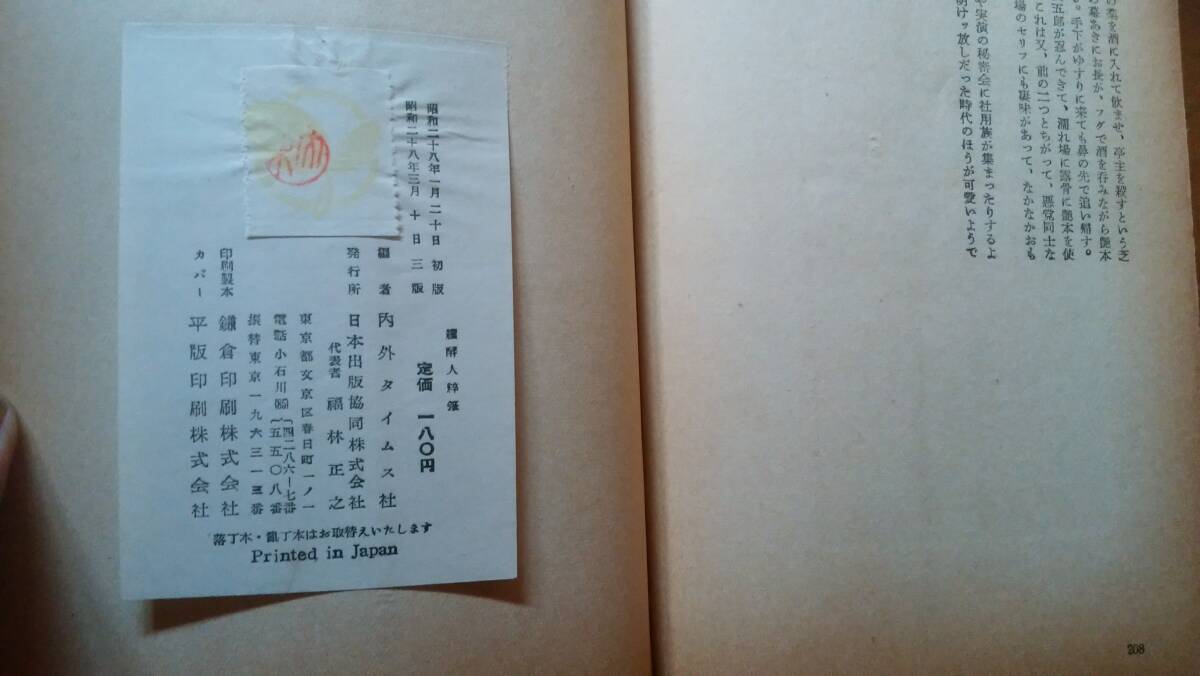 の薬を酒に入れて飲ませ、亭主を殺すという芝
の幕あきにお長が、フグで酒を呑みながら艶本
。手下がゆすりに来ても鼻の先で追い帰す。
五郎が忍んできて、濡れ場に露骨に艶本を使
これは又、前の二つとちがって、悪党同士な
場のセリフにも凄味があって、なかなかおも
や実演の秘密会に社用族が集まったりするよ
明けッ放しだった時代のほうが可愛いようで
208
粋人酔筆
定価 一八〇円
昭和二十八年一月二十日 初版
昭和二十八年三月 十日 三版
編者 内外タイムス社
発行所 日本出版協同株式会社
代表者 福林正之
東京都文京区春日町一ノ一
電話小石川(85)〔四二八六―七番
〔五五〇八番
振替東京一九六三一三番
印刷製本 鎌倉印刷株式会社
カバー 平版印刷株式会社
落丁本・亂丁本はお取替えいたします
Printed in Japan